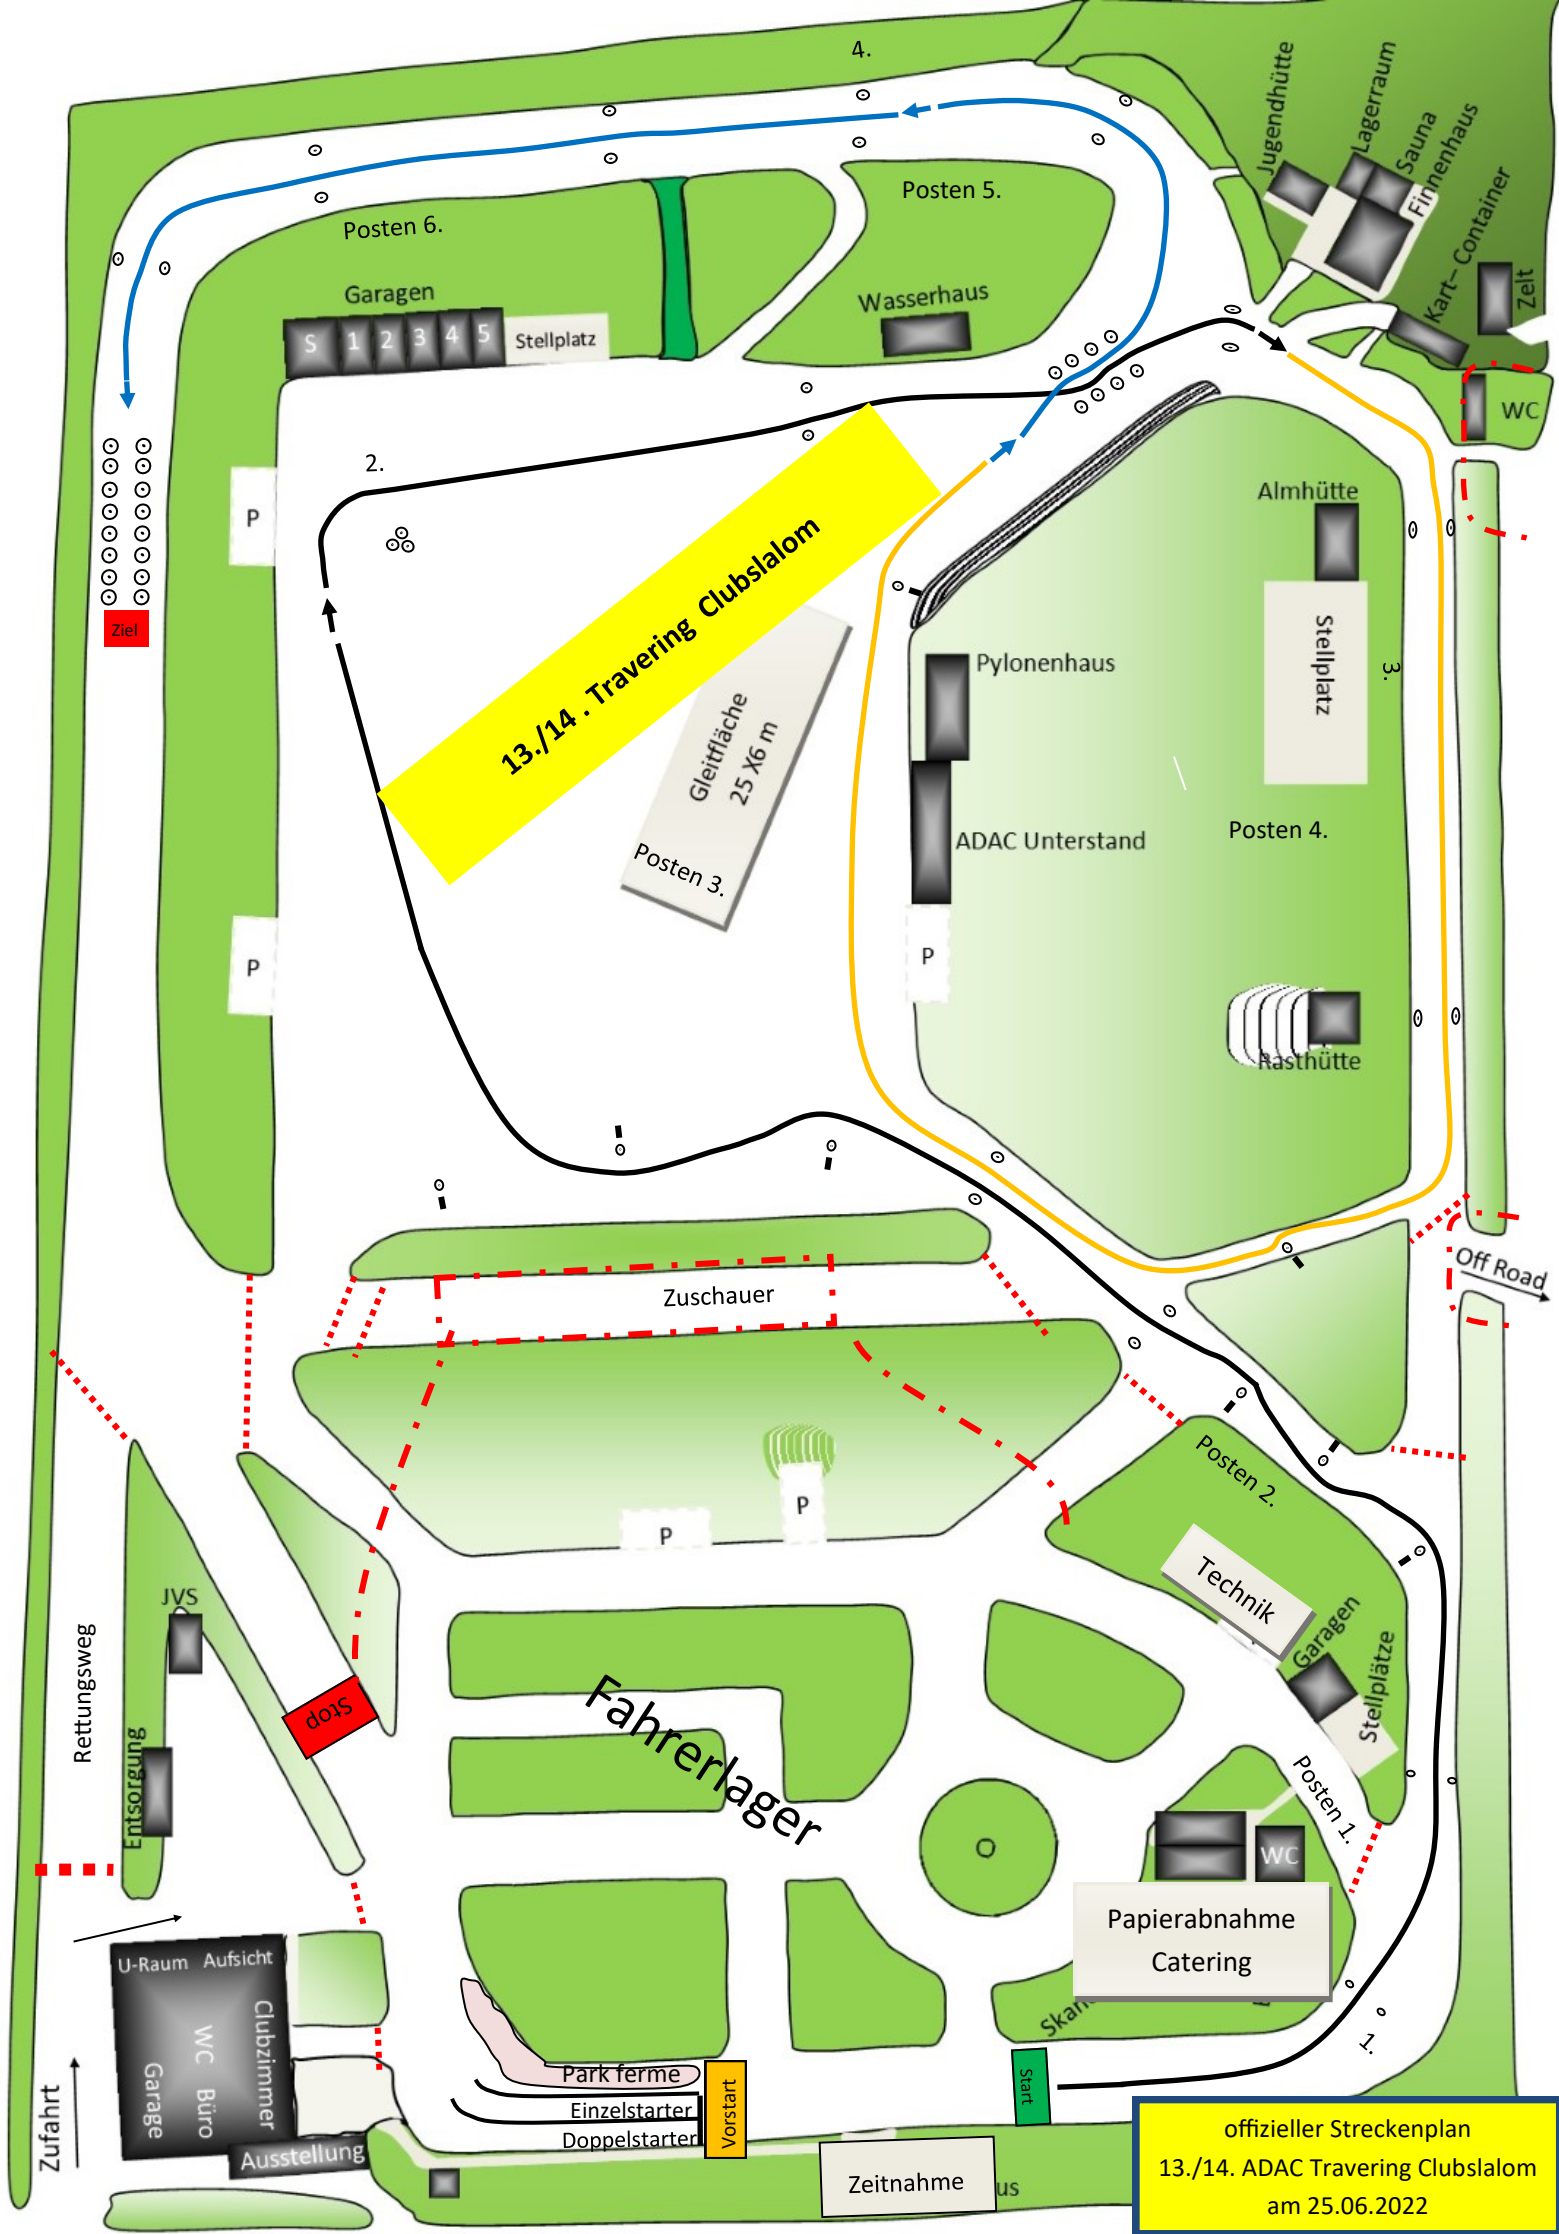 4.
Jugendhütte
Lagerraum
Sauna
Finnenhaus
Kart– Container
Zelt
WC
Posten 5.
Posten 6.
Garagen
S 1 2 3 4 5
Stellplatz
Wasserhaus
2.
P
Ziel
13./14 . Travering Clubslalom
Gleitfläche
25 X6 m
Posten 3.
Almhütte
Stellplatz
3.
Pylonenhaus
ADAC Unterstand
Posten 4.
P
P
Rasthütte
Off Road
Zuschauer
P
P
Posten 2.
Technik
Garagen
Stellplätze
Posten 1.
JVS
Rettungsweg
Entsorgung
Stop
Fahrerlager
O
WC
Papierabnahme
Catering
1.
U-Raum Aufsicht
Clubzimmer
WC Büro
Garage
Ausstellung
Zufahrt
Park ferme
Einzelstarter
Doppelstarter
Vorstart
Start
Zeitnahme
us
offizieller Streckenplan
13./14. ADAC Travering Clubslalom
am 25.06.2022